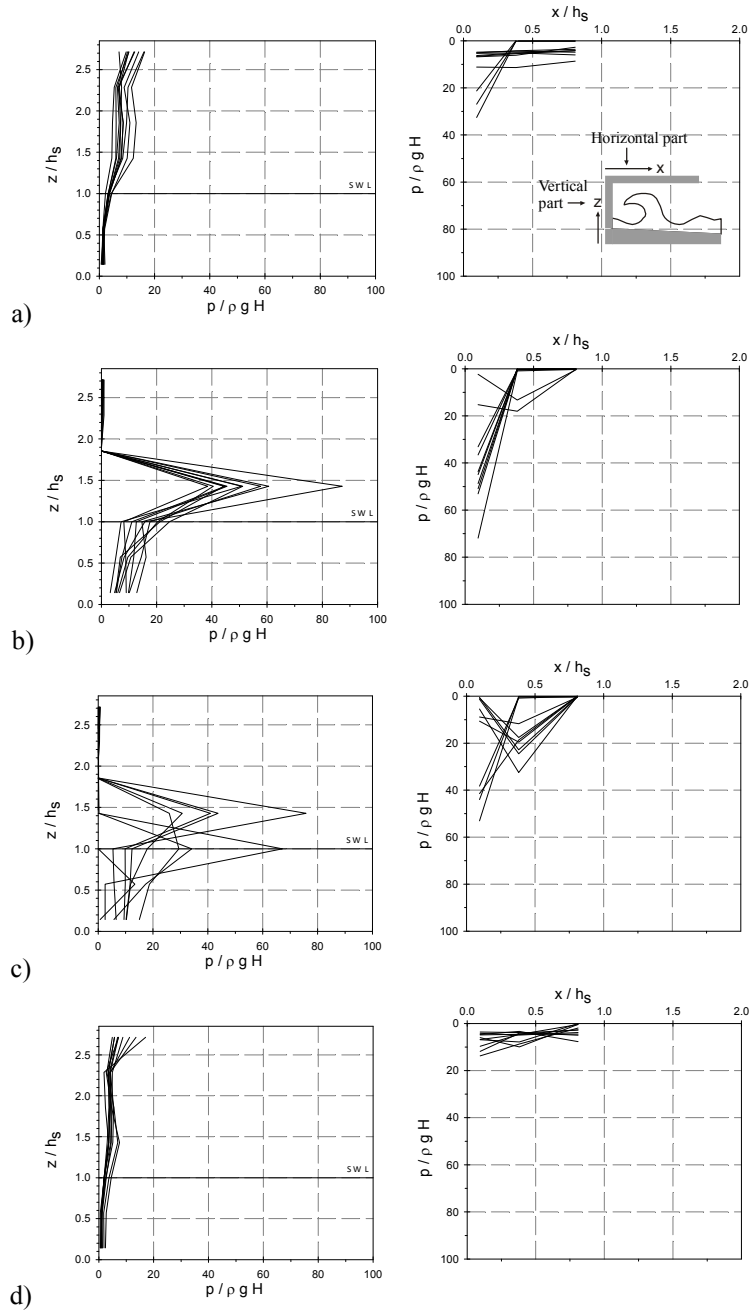 x / hs
0.0 0.5 1.0 1.5 2.0
2.5
2.0
1.5
1.0
0.5
0.0
z / hs
SWL
0 20 40 60 80 100
p / ρ g H
0
20
40
60
80
100
p / ρ g H
Horizontal part
x
Vertical
part
z
a)
x / hs
0.0 0.5 1.0 1.5 2.0
2.5
2.0
1.5
1.0
0.5
0.0
z / hs
SWL
0 20 40 60 80 100
p / ρ g H
0
20
40
60
80
100
p / ρ g H
b)
x / hs
0.0 0.5 1.0 1.5 2.0
2.5
2.0
1.5
1.0
0.5
0.0
z / hs
SWL
0 20 40 60 80 100
p / ρ g H
0
20
40
60
80
100
p / ρ g H
c)
x / hs
0.0 0.5 1.0 1.5 2.0
2.5
2.0
1.5
1.0
0.5
0.0
z / hs
SWL
0 20 40 60 80 100
p / ρ g H
0
20
40
60
80
100
p / ρ g H
d)